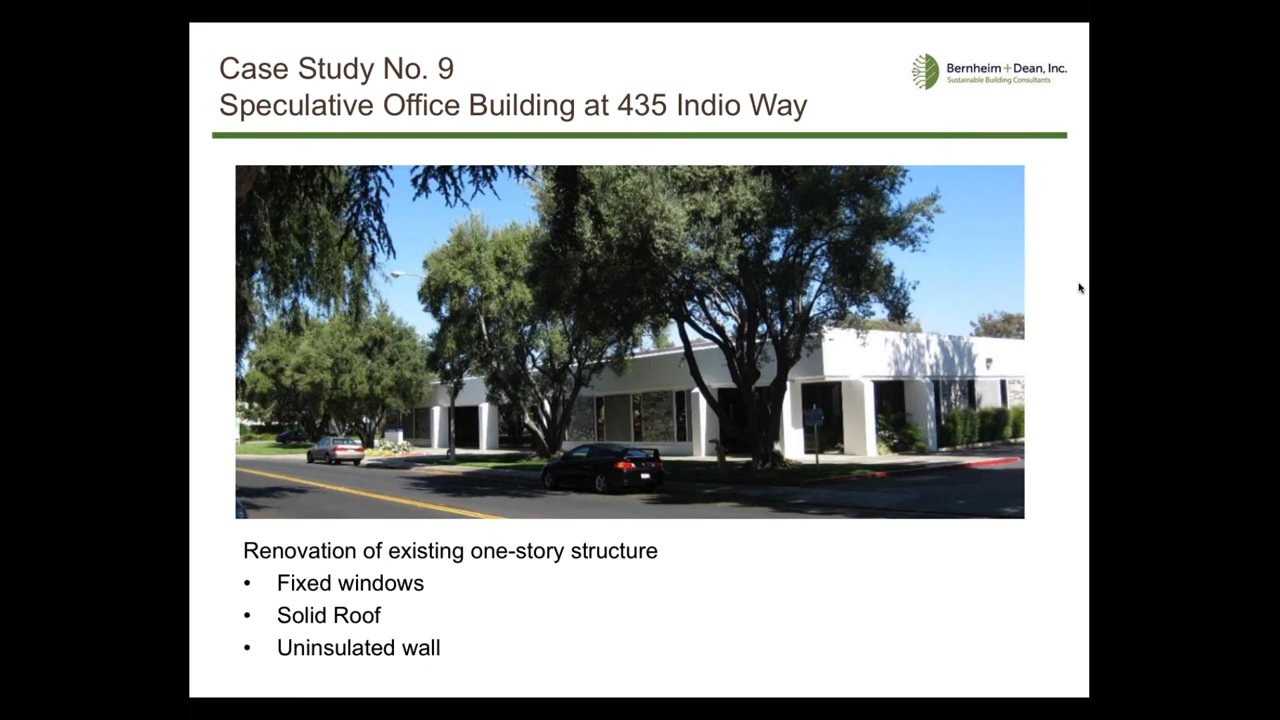 Case Study No. 9
Speculative Office Building at 435 Indio Way
Bernheim+Dean, Inc.
Sustainable Building Consultants
Renovation of existing one-story structure
• Fixed windows
• Solid Roof
• Uninsulated wall